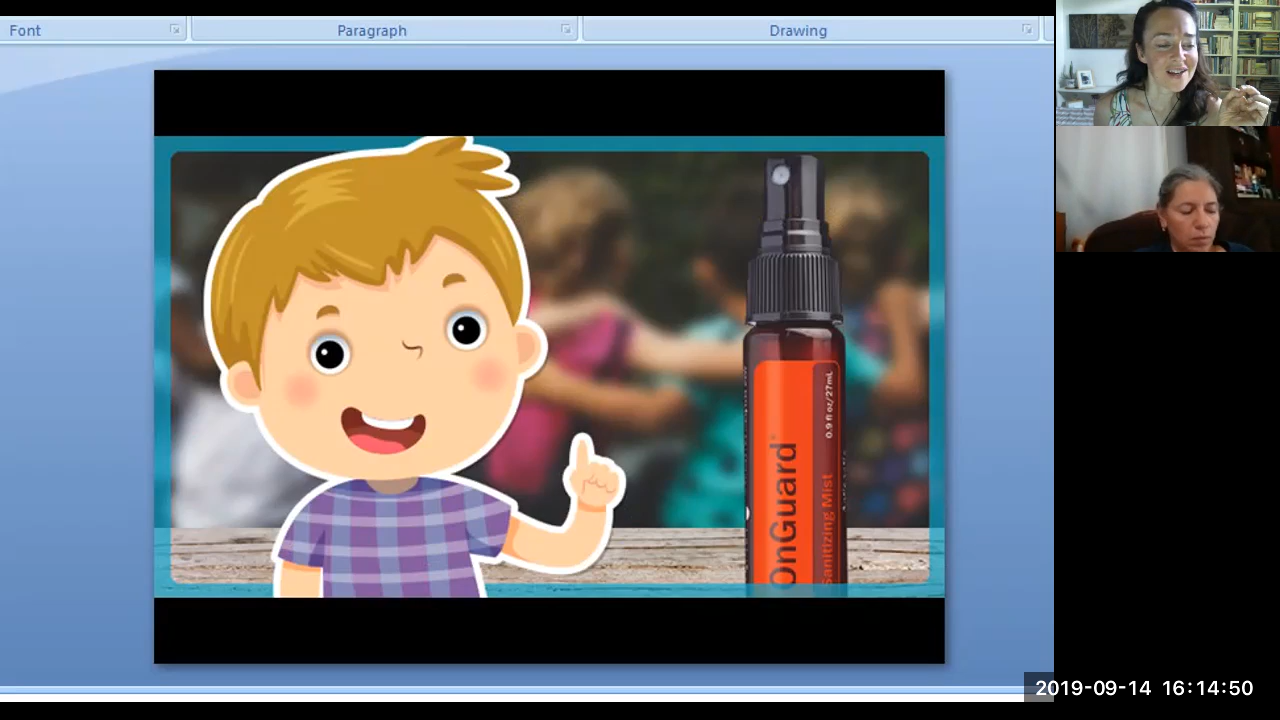 Font
Paragraph
Drawing
OnGuard
Sanitizing Mist
0.9 fl oz/27mL
2019-09-14 16:14:50